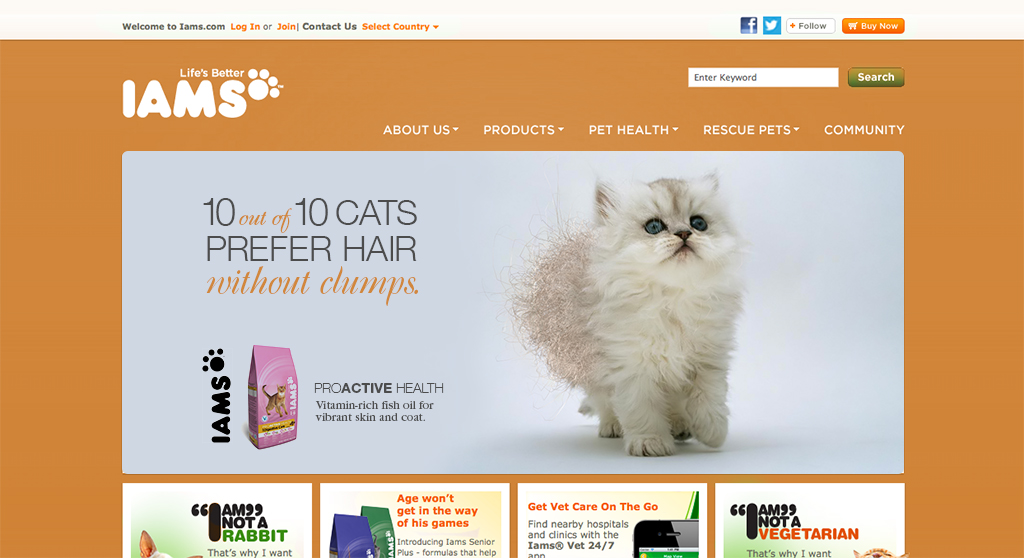 Welcome to Iams.com Log In or Join| Contact Us Select Country
+ Follow
Buy Now
Life's Better
IAMS
Enter Keyword
Search
ABOUT US PRODUCTS PET HEALTH RESCUE PETS COMMUNITY
10 out of 10 CATS
PREFER HAIR
without clumps.
IAMS
IAMS
PROACTIVE HEALTH
Vitamin-rich fish oil for
vibrant skin and coat.
“I AM”
NOT A
RABBIT
That’s why I want
Age won’t
get in the way
of his games
Introducing Iams Senior
Plus - formulas that help
Get Vet Care On The Go
Find nearby hospitals
and clinics with the
Iams® Vet 24/7
app
“I AM”
NOT A
VEGETARIAN
That’s why I want